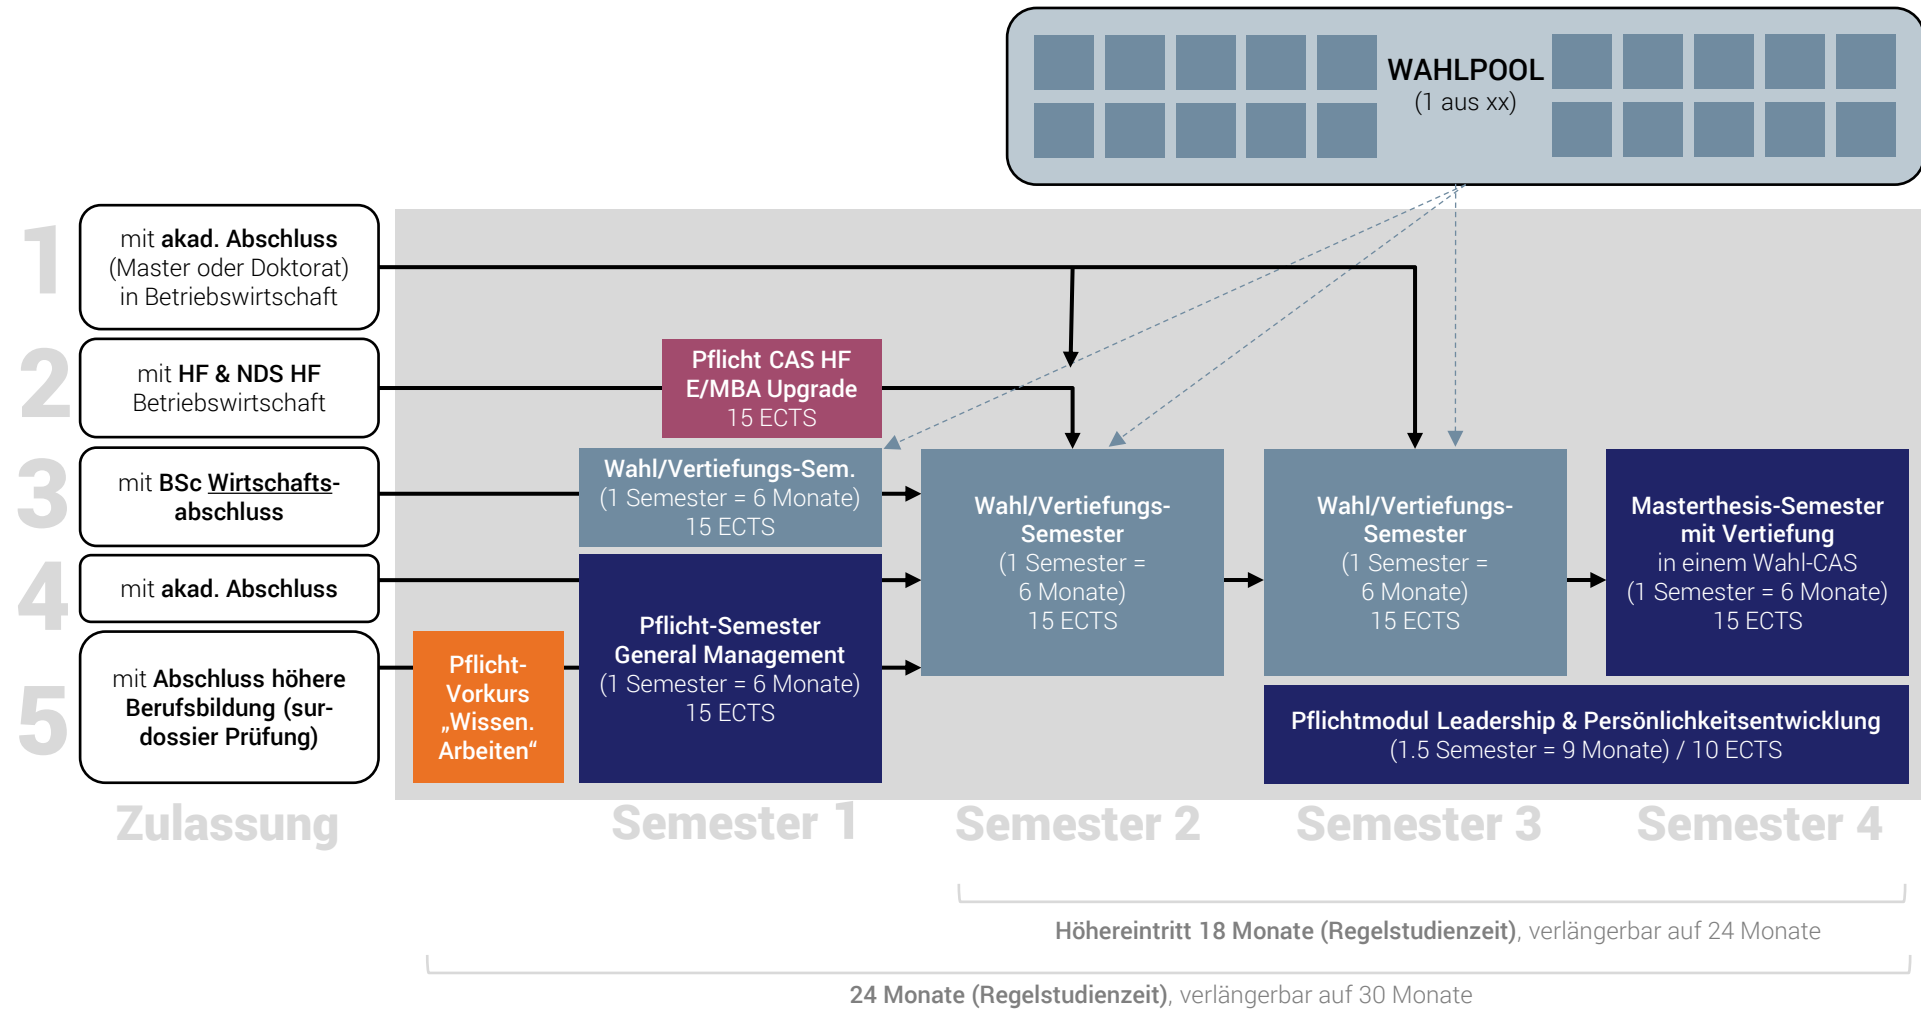 WAHLPOOL
(1 aus xx)
1
mit akad. Abschluss
(Master oder Doktorat)
in Betriebswirtschaft
2
mit HF & NDS HF
Betriebswirtschaft
Pflicht CAS HF
E/MBA Upgrade
15 ECTS
3
mit BSc Wirtschafts-
abschluss
Wahl/Vertiefungs-Sem.
(1 Semester = 6 Monate)
15 ECTS
4
mit akad. Abschluss
5
mit Abschluss höhere
Berufsbildung (sur-
dossier Prüfung)
Pflicht-
Vorkurs
„Wissen.
Arbeiten“
Pflicht-Semester
General Management
(1 Semester = 6 Monate)
15 ECTS
Wahl/Vertiefungs-
Semester
(1 Semester =
6 Monate)
15 ECTS
Wahl/Vertiefungs-
Semester
(1 Semester =
6 Monate)
15 ECTS
Masterthesis-Semester
mit Vertiefung
in einem Wahl-CAS
(1 Semester = 6 Monate)
15 ECTS
Pflichtmodul Leadership & Persönlichkeitsentwicklung
(1.5 Semester = 9 Monate) / 10 ECTS
Zulassung
Semester 1
Semester 2
Semester 3
Semester 4
Höhereintritt 18 Monate (Regelstudienzeit), verlängerbar auf 24 Monate
24 Monate (Regelstudienzeit), verlängerbar auf 30 Monate